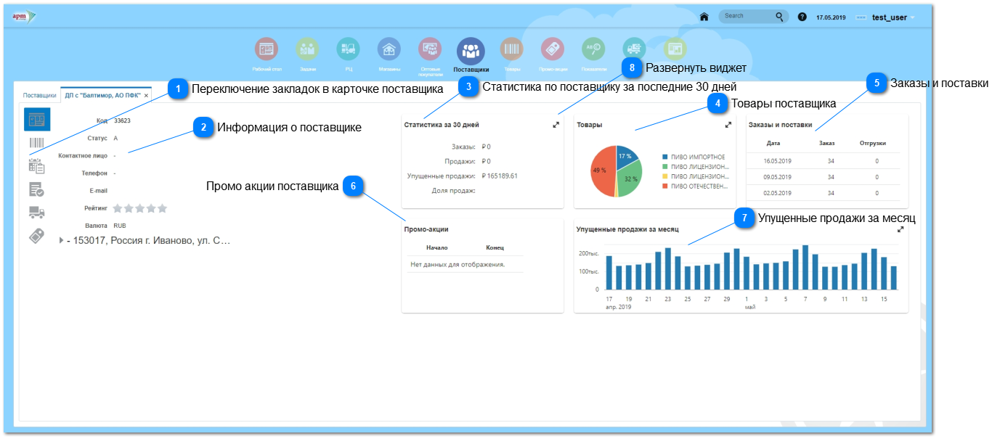 арт
Search
?
17.05.2019
test_user
Рабочий стол
Задачи
РЦ
Магазины
Оптовые
покупатели
Поставщики
Товары
Промо-акции
Показатели
8 Развернуть виджет
1 Переключение закладок в карточке поставщика
3 Статистика по поставщику за последние 30 дней
5 Заказы и поставки
4 Товары поставщика
2 Информация о поставщике
6 Промо акции поставщика
7 Упущенные продажи за месяц
Поставщики
ДП с "Балтимор, АО ПФК" ×
Код 33623
Статус A
Контактное лицо -
Телефон -
E-mail
Рейтинг
Валюта RUB
- 153017, Россия г. Иваново, ул. С…
Статистика за 30 дней
Заказы: ₽ 0
Продажи: ₽ 0
Упущенные продажи: ₽ 165189.61
Доля продаж:
Товары
17 %
32 %
49 %
ПИВО ИМПОРТНОЕ
ПИВО ЛИЦЕНЗИОН...
ПИВО ЛИЦЕНЗИОН...
ПИВО ОТЕЧЕСТВЕН...
Заказы и поставки
Дата Заказ Отгрузки
16.05.2019 34 0
09.05.2019 34 0
02.05.2019 34 0
Промо-акции
Начало Конец
Нет данных для отображения.
Упущенные продажи за месяц
200тыс.
100тыс.
0
17 19 21 23 25 27 29 1 3 5 7 9 11 13 15
апр. 2019 май